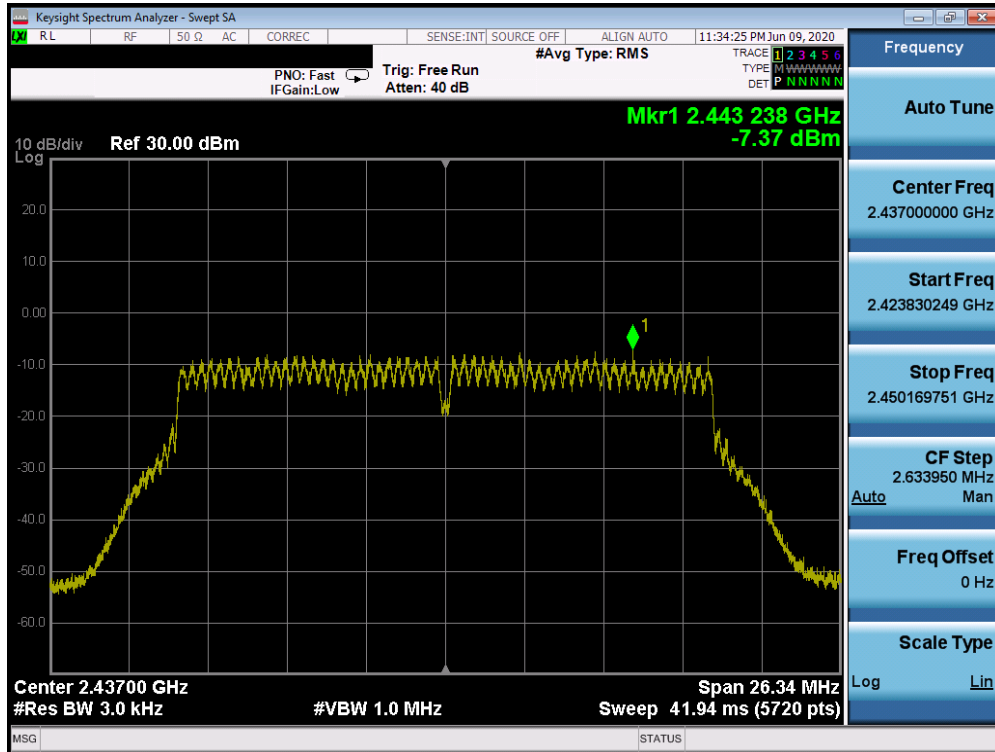 Keysight Spectrum Analyzer - Swept SA
LXI RL RF 50 Ω AC CORREC SENSE:INT SOURCE OFF ALIGN AUTO 11:34:25 PM Jun 09, 2020
#Avg Type: RMS
TRACE 1 2 3 4 5 6
TYPE M W W W W W
DET P N N N N N
PNO: Fast Trig: Free Run
IFGain:Low Atten: 40 dB
Mkr1 2.443 238 GHz
-7.37 dBm
10 dB/div Ref 30.00 dBm
Log
20.0
10.0
0.00
-10.0
-20.0
-30.0
-40.0
-50.0
-60.0
1
Center 2.43700 GHz Span 26.34 MHz
#Res BW 3.0 kHz #VBW 1.0 MHz Sweep 41.94 ms (5720 pts)
MSG STATUS
Frequency
Auto Tune
Center Freq
2.437000000 GHz
Start Freq
2.423830249 GHz
Stop Freq
2.450169751 GHz
CF Step
2.633950 MHz
Auto Man
Freq Offset
0 Hz
Scale Type
Log Lin